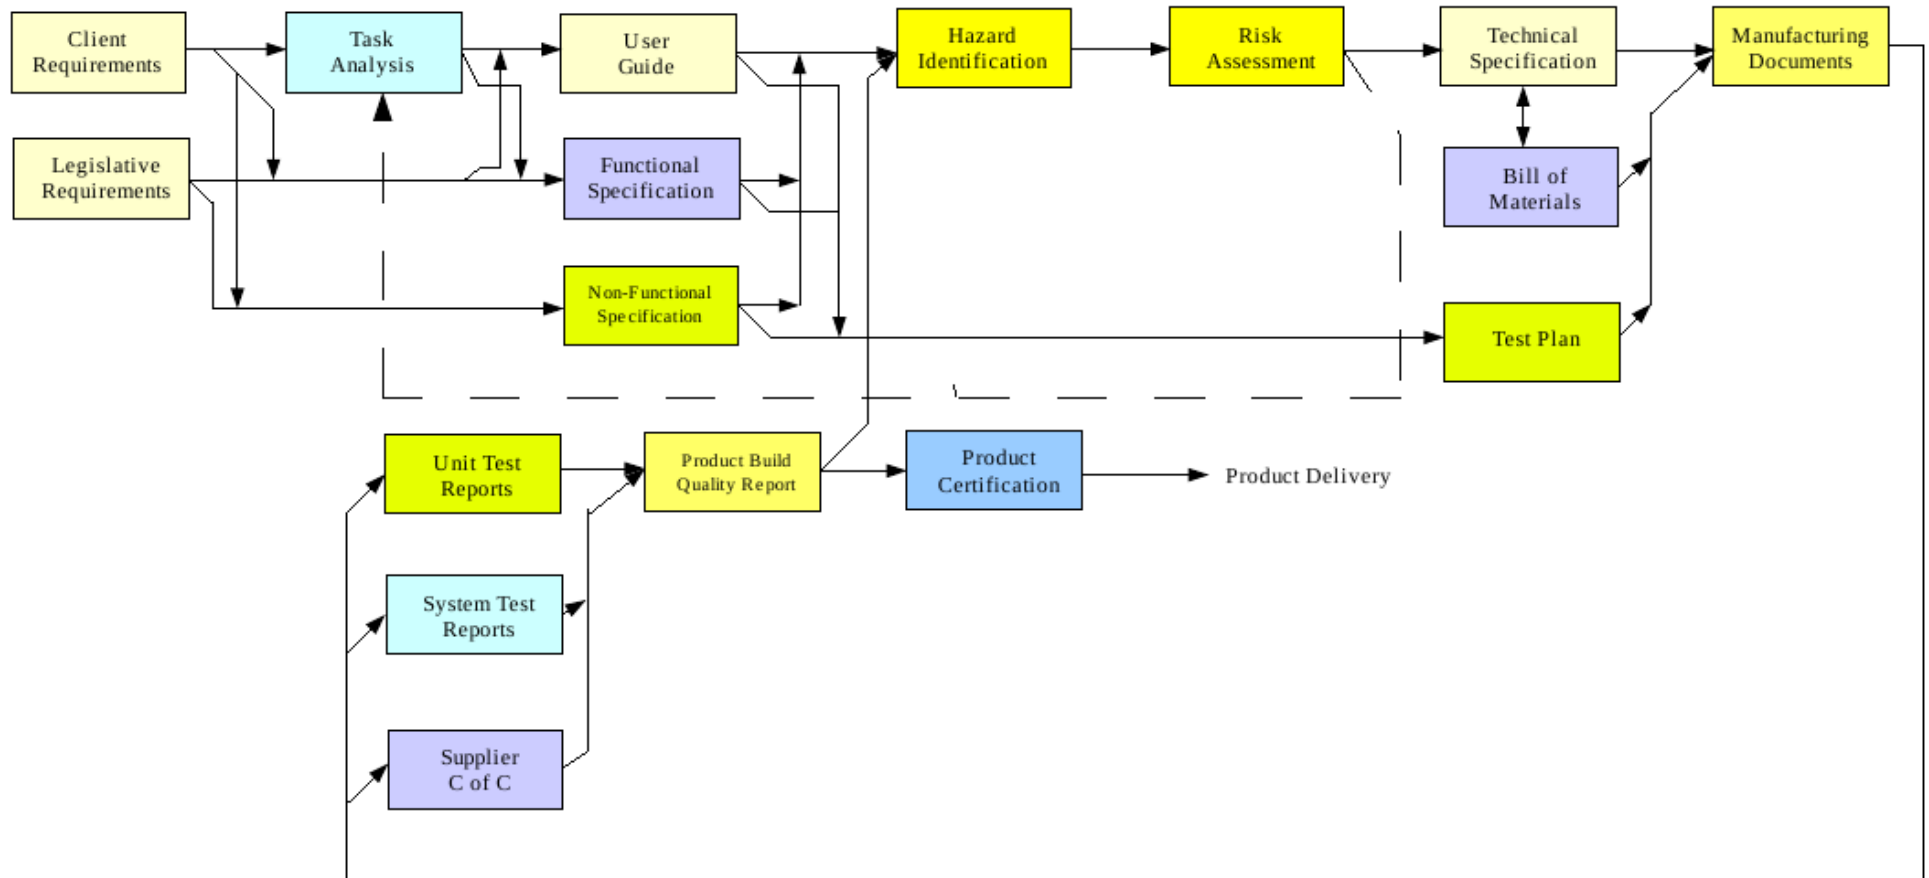 Client
Requirements
Task
Analysis
User
Guide
Hazard
Identification
Risk
Assessment
Technical
Specification
Manufacturing
Documents
Legislative
Requirements
Functional
Specification
Bill of
Materials
Non-Functional
Specification
Test Plan
Unit Test
Reports
Product Build
Quality Report
Product
Certification
Product Delivery
System Test
Reports
Supplier
C of C